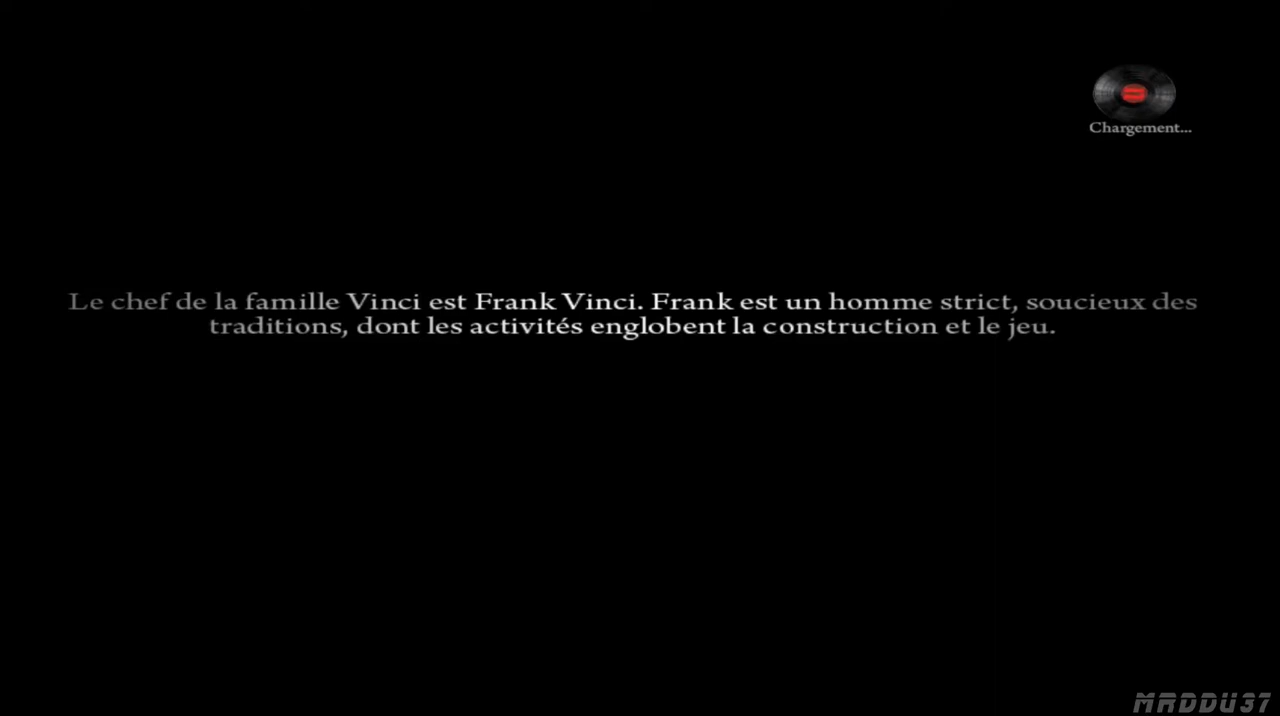 Chargement...
Le chef de la famille Vinci est Frank Vinci. Frank est un homme strict, soucieux des
traditions, dont les activités englobent la construction et le jeu.
MADDU37